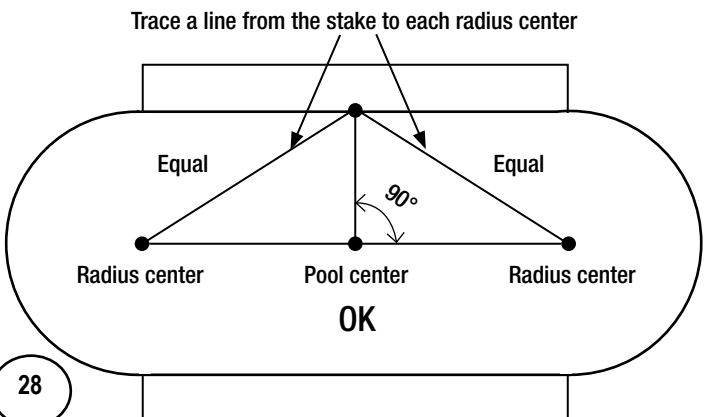 Trace a line from the stake to each radius center
Equal
Equal
90°
Radius center
Pool center
Radius center
OK
28